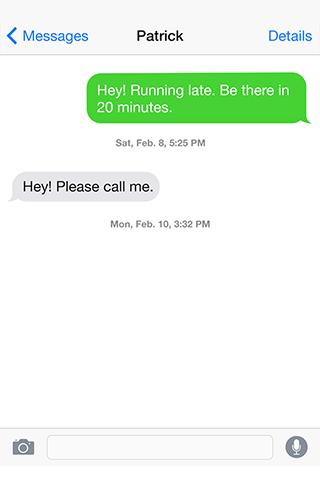 Messages Patrick Details
Hey! Running late. Be there in
20 minutes.
Sat, Feb. 8, 5:25 PM
Hey! Please call me.
Mon, Feb. 10, 3:32 PM